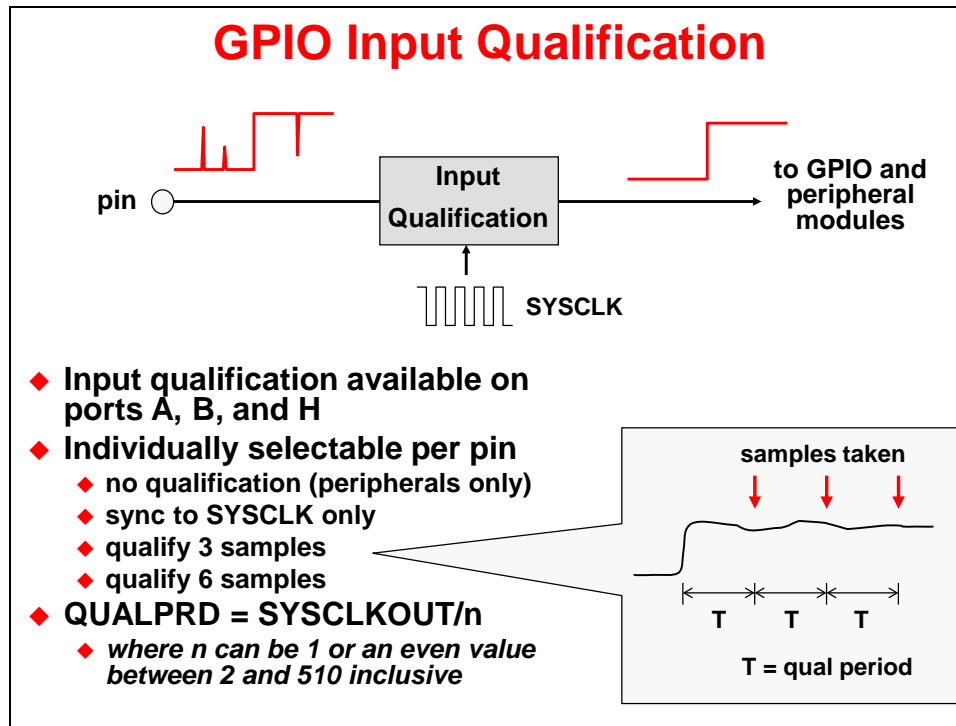 GPIO Input Qualification
pin
Input
Qualification
to GPIO and
peripheral
modules
SYSCLK
Input qualification available on
ports A, B, and H
Individually selectable per pin
no qualification (peripherals only)
sync to SYSCLK only
qualify 3 samples
qualify 6 samples
QUALPRD = SYSCLKOUT/n
where n can be 1 or an even value
between 2 and 510 inclusive
samples taken
T T T
T = qual period